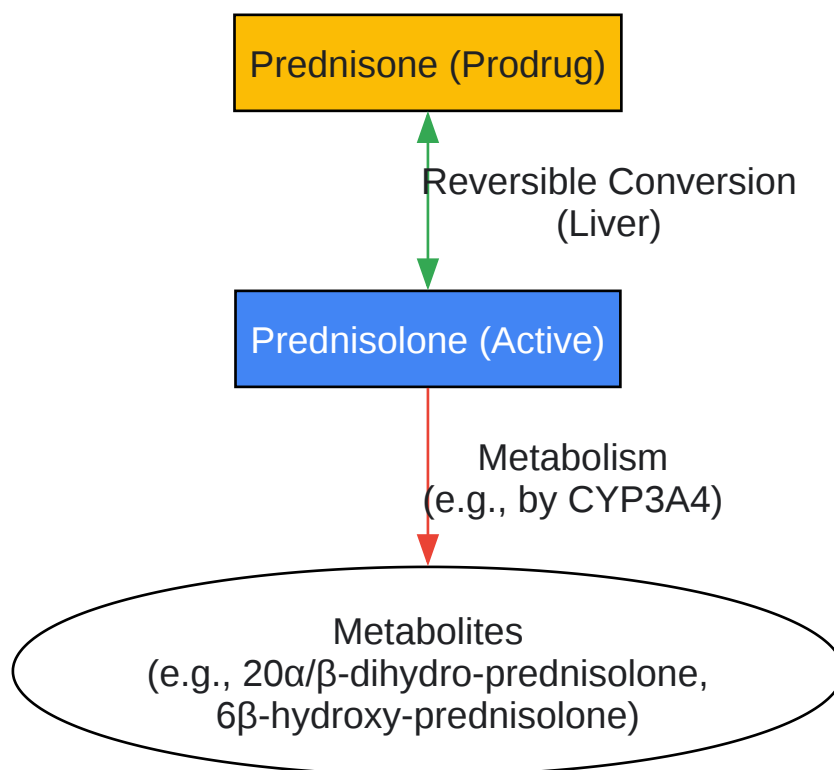 Prednisone (Prodrug)
Reversible Conversion
(Liver)
Prednisolone (Active)
Metabolism
(e.g., by CYP3A4)
Metabolites
(e.g., 20α/β-dihydro-prednisolone,
6β-hydroxy-prednisolone)